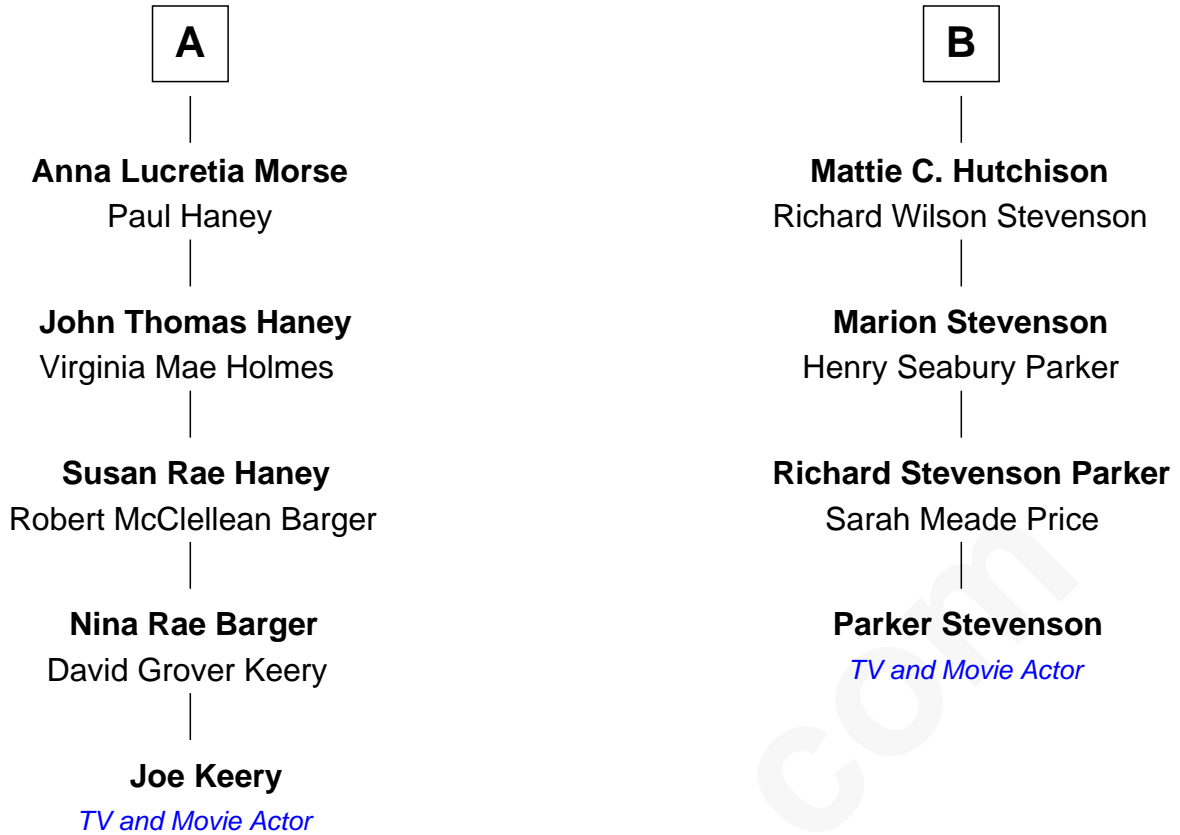 A
Anna Lucretia Morse
Paul Haney
John Thomas Haney
Virginia Mae Holmes
Susan Rae Haney
Robert McClellean Barger
Nina Rae Barger
David Grover Keery
Joe Keery
TV and Movie Actor
B
Mattie C. Hutchison
Richard Wilson Stevenson
Marion Stevenson
Henry Seabury Parker
Richard Stevenson Parker
Sarah Meade Price
Parker Stevenson
TV and Movie Actor
com